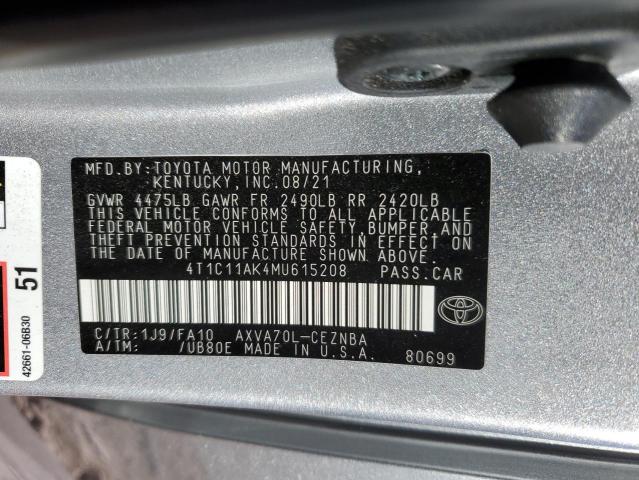 MFD.BY:TOYOTA MOTOR MANUFACTURING,
KENTUCKY,INC.08/21
GVWR 4475LB GAWR FR 2490LB RR 2420LB
THIS VEHICLE CONFORMS TO ALL APPLICABLE
FEDERAL MOTOR VEHICLE SAFETY,BUMPER,AND
THEFT PREVENTION STANDARDS IN EFFECT ON
THE DATE OF MANUFACTURE SHOWN ABOVE.
4T1C11AK4MU615208 PASS.CAR
C/TR:1J9/FA10 AXVA70L-CEZNBA
A/TM: /UB80E MADE IN U.S.A. 80699
51
42661-06B30